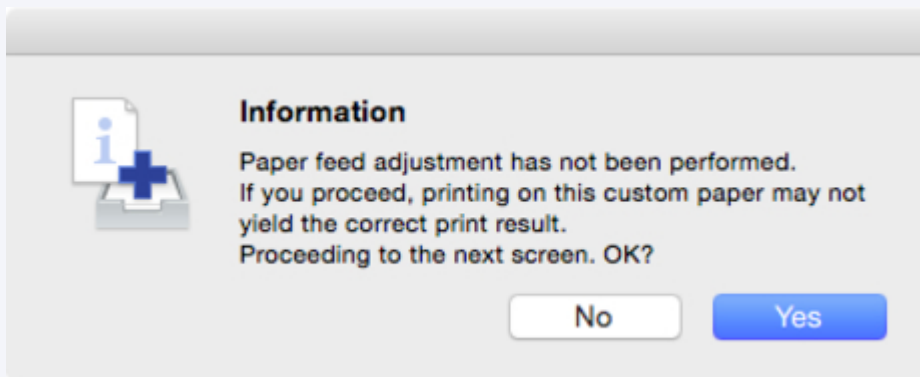 Information
Paper feed adjustment has not been performed.
If you proceed, printing on this custom paper may not
yield the correct print result.
Proceeding to the next screen. OK?
No Yes